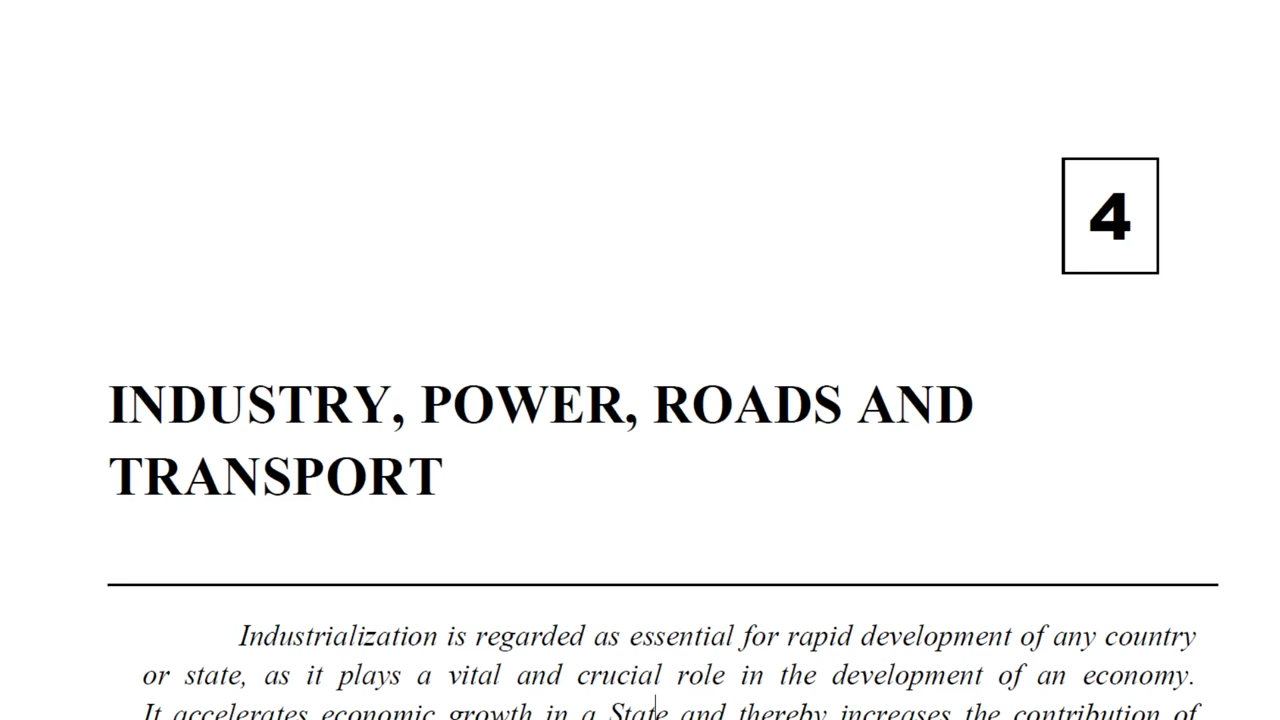 4
INDUSTRY, POWER, ROADS AND
TRANSPORT
Industrialization is regarded as essential for rapid development of any country
or state, as it plays a vital and crucial role in the development of an economy.
It accelerates economic growth in a State and thereby increases the contribution of